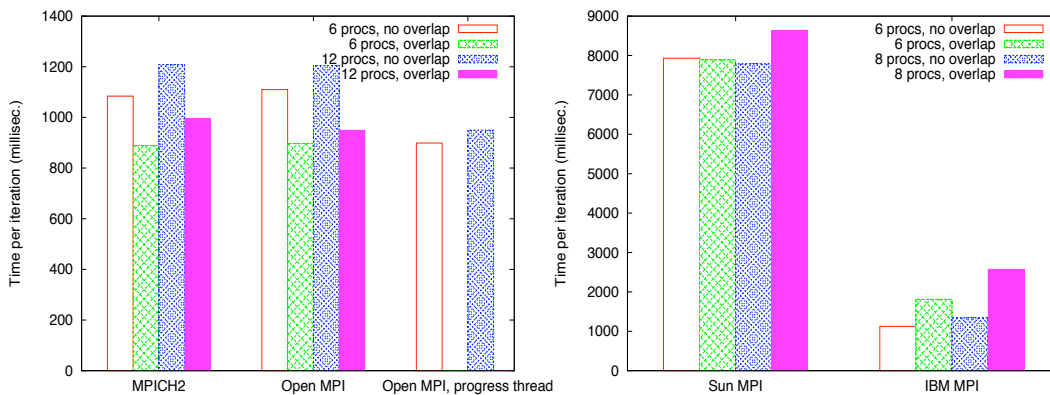 1400
1200
1000
800
600
400
200
0
Time per iteration (millisec.)
6 procs, no overlap
6 procs, overlap
12 procs, no overlap
12 procs, overlap
MPICH2
Open MPI
Open MPI, progress thread
9000
8000
7000
6000
5000
4000
3000
2000
1000
0
Time per iteration (millisec.)
6 procs, no overlap
6 procs, overlap
8 procs, no overlap
8 procs, overlap
Sun MPI
IBM MPI